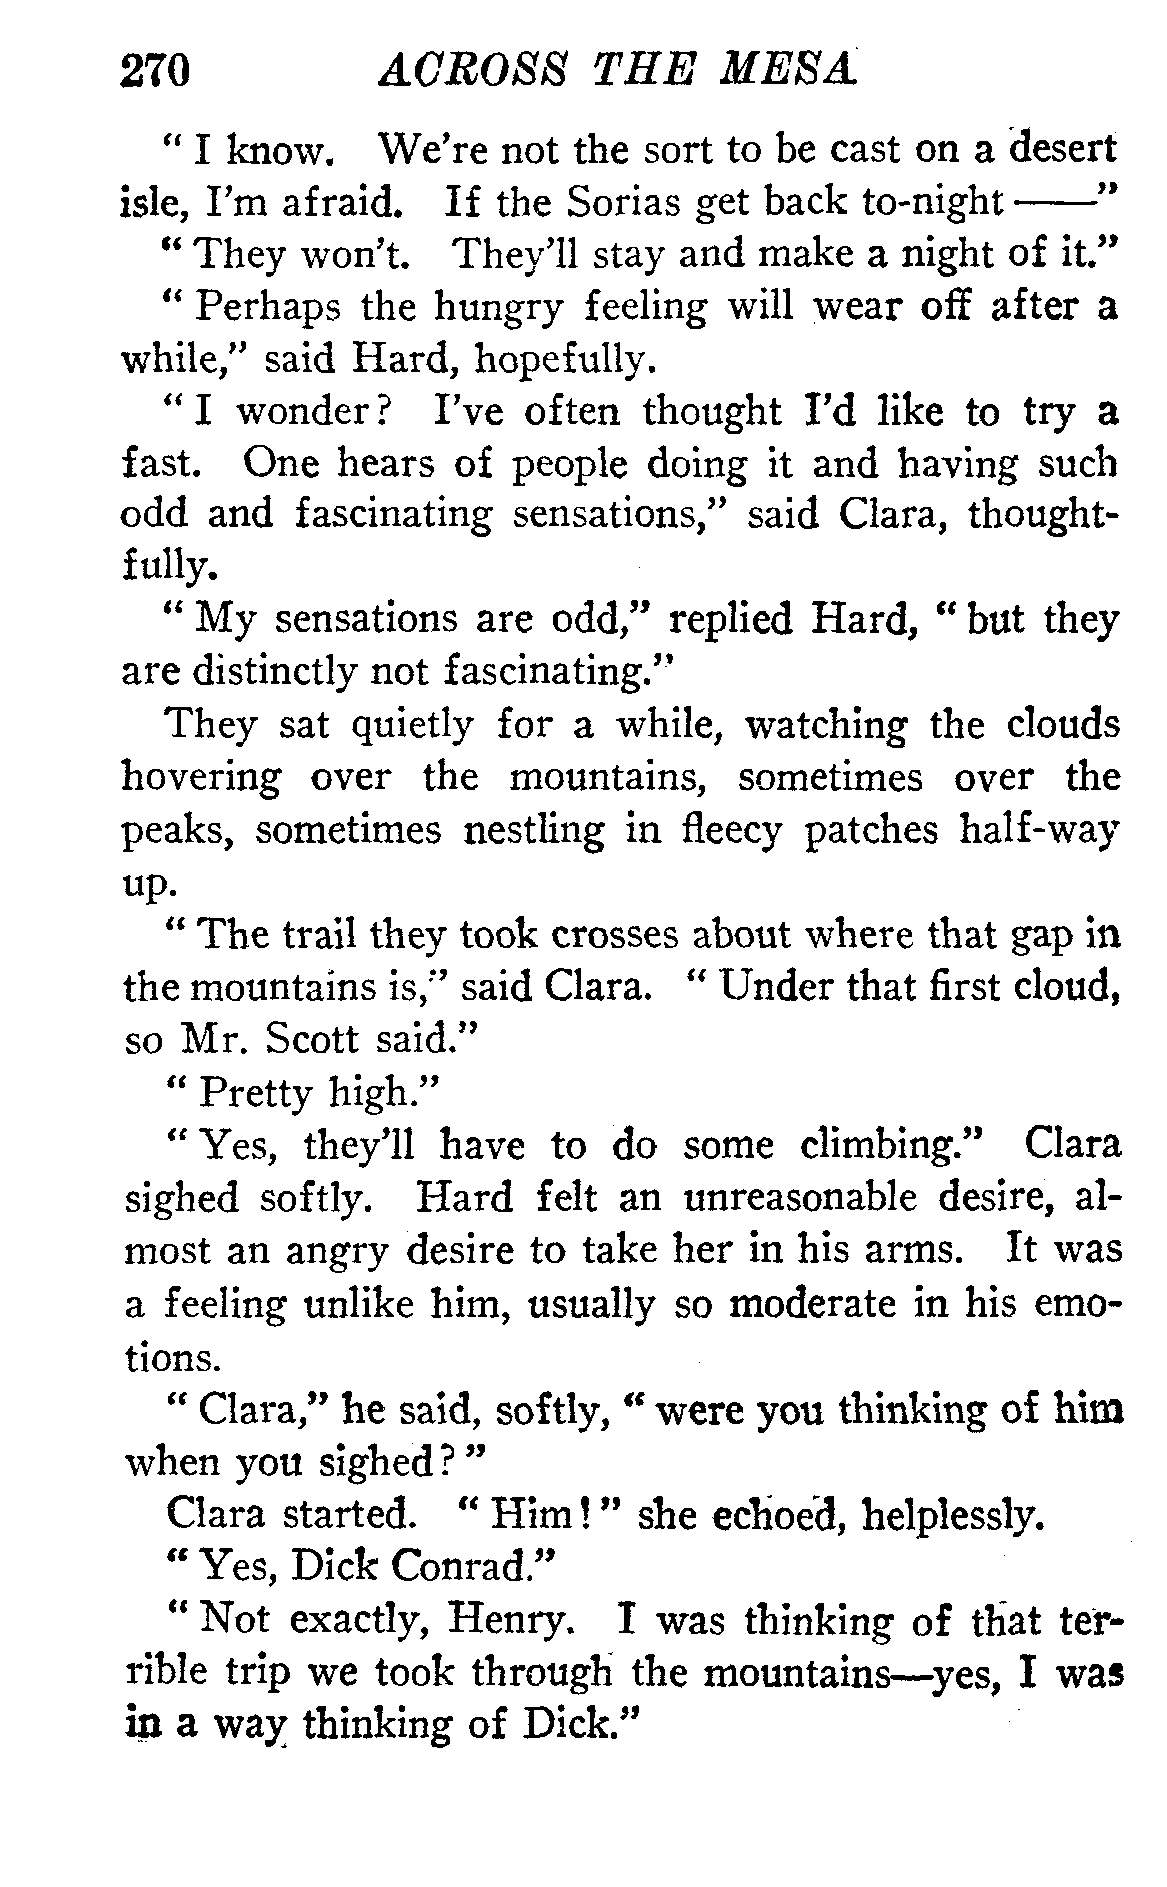 270 ACROSS THE MESA
" I know. We're not the sort to be cast on a desert
isle, I'm afraid. If the Sorias get back to-night——"
" They won't. They'll stay and make a night of it."
" Perhaps the hungry feeling will wear off after a
while," said Hard, hopefully.
" I wonder? I've often thought I'd like to try a
fast. One hears of people doing it and having such
odd and fascinating sensations," said Clara, thought-
fully.
" My sensations are odd," replied Hard, " but they
are distinctly not fascinating."
They sat quietly for a while, watching the clouds
hovering over the mountains, sometimes over the
peaks, sometimes nestling in fleecy patches half-way
up.
" The trail they took crosses about where that gap in
the mountains is," said Clara. " Under that first cloud,
so Mr. Scott said."
" Pretty high."
" Yes, they'll have to do some climbing." Clara
sighed softly. Hard felt an unreasonable desire, al-
most an angry desire to take her in his arms. It was
a feeling unlike him, usually so moderate in his emo-
tions.
" Clara," he said, softly, " were you thinking of him
when you sighed? "
Clara started. " Him! " she echoed, helplessly.
" Yes, Dick Conrad."
" Not exactly, Henry. I was thinking of that ter-
rible trip we took through the mountains—yes, I was
in a way thinking of Dick."